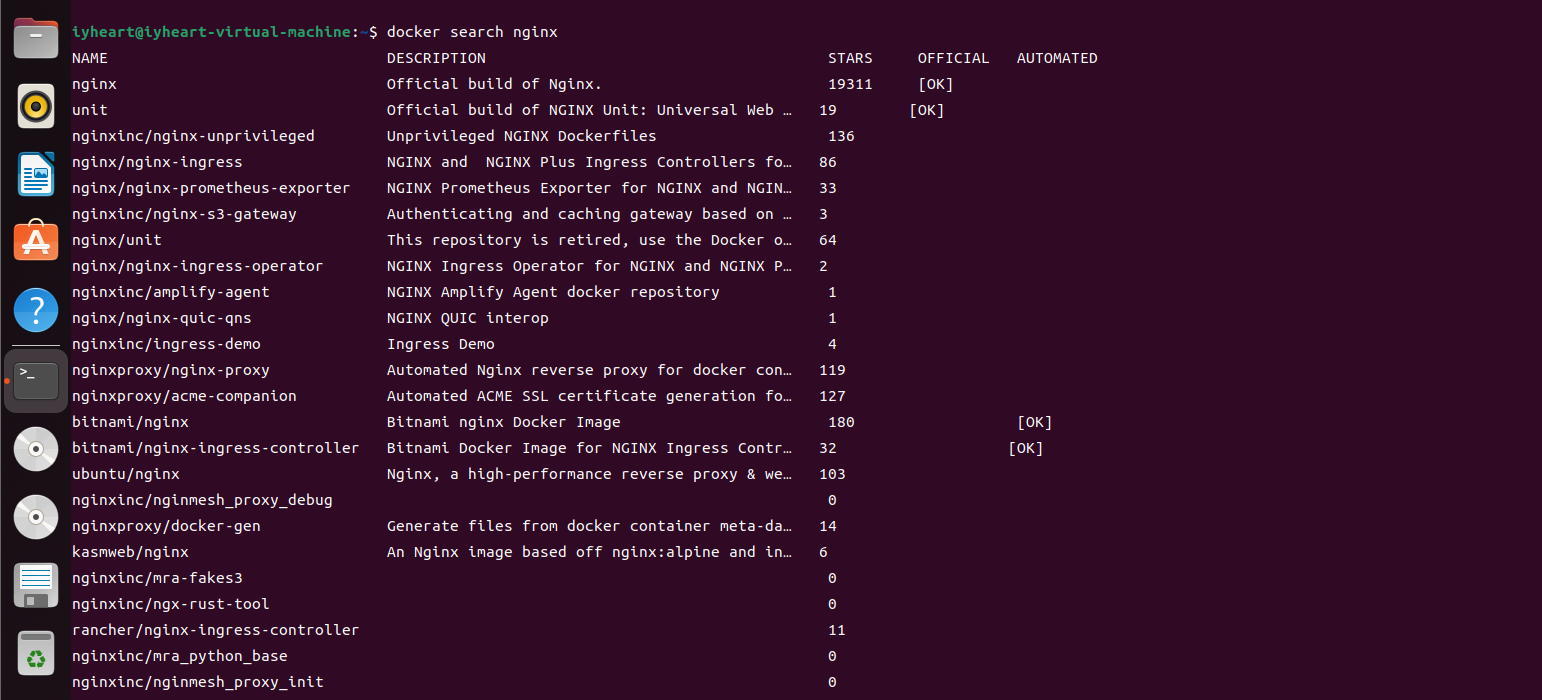 iyheart@iyheart-virtual-machine:~$ docker search nginx
NAME DESCRIPTION STARS OFFICIAL AUTOMATED
nginx Official build of Nginx. 19311 [OK]
unit Official build of NGINX Unit: Universal Web … 19 [OK]
nginxinc/nginx-unprivileged Unprivileged NGINX Dockerfiles 136
nginx/nginx-ingress NGINX and  NGINX Plus Ingress Controllers fo… 86
nginx/nginx-prometheus-exporter NGINX Prometheus Exporter for NGINX and NGIN… 33
nginxinc/nginx-s3-gateway Authenticating and caching gateway based on … 3
nginx/unit This repository is retired, use the Docker o… 64
nginx/nginx-ingress-operator NGINX Ingress Operator for NGINX and NGINX P… 2
nginxinc/amplify-agent NGINX Amplify Agent docker repository 1
nginx/nginx-quic-qns NGINX QUIC interop 1
nginxinc/ingress-demo Ingress Demo 4
nginxproxy/nginx-proxy Automated Nginx reverse proxy for docker con… 119
nginxproxy/acme-companion Automated ACME SSL certificate generation fo… 127
bitnami/nginx Bitnami nginx Docker Image 180 [OK]
bitnami/nginx-ingress-controller Bitnami Docker Image for NGINX Ingress Contr… 32 [OK]
ubuntu/nginx Nginx, a high-performance reverse proxy & we… 103
nginxinc/nginmesh_proxy_debug 0
nginxproxy/docker-gen Generate files from docker container meta-da… 14
kasmweb/nginx An Nginx image based off nginx:alpine and in… 6
nginxinc/mra-fakes3 0
nginxinc/ngx-rust-tool 0
rancher/nginx-ingress-controller 11
nginxinc/mra_python_base 0
nginxinc/nginmesh_proxy_init 0